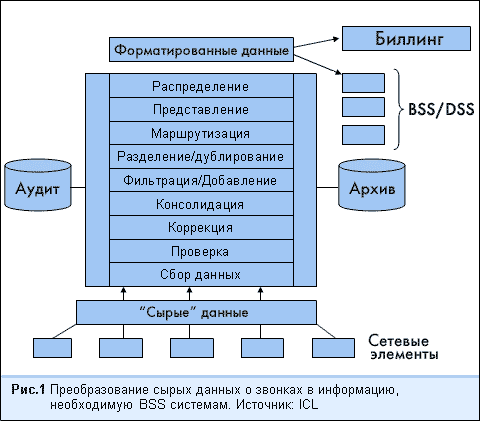 Форматированные данные
Биллинг
BSS/DSS
Распределение
Представление
Маршрутизация
Разделение/дублирование
Фильтрация/Добавление
Консолидация
Коррекция
Проверка
Сбор данных
Аудит
Архив
"Сырые" данные
Сетевые
элементы
Рис.1 Преобразование сырых данных о звонках в информацию,
необходимую BSS системам. Источник: ICL